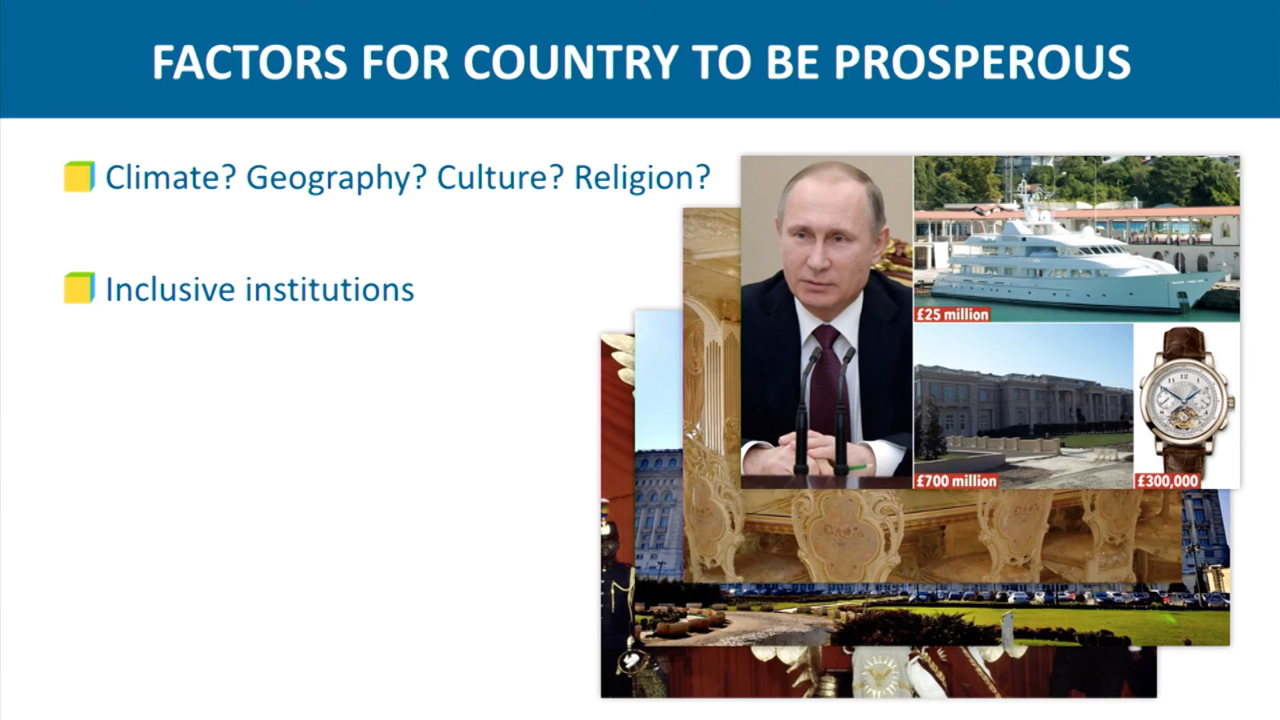 FACTORS FOR COUNTRY TO BE PROSPEROUS
Climate? Geography? Culture? Religion?
Inclusive institutions
£25 million
£700 million
£300,000